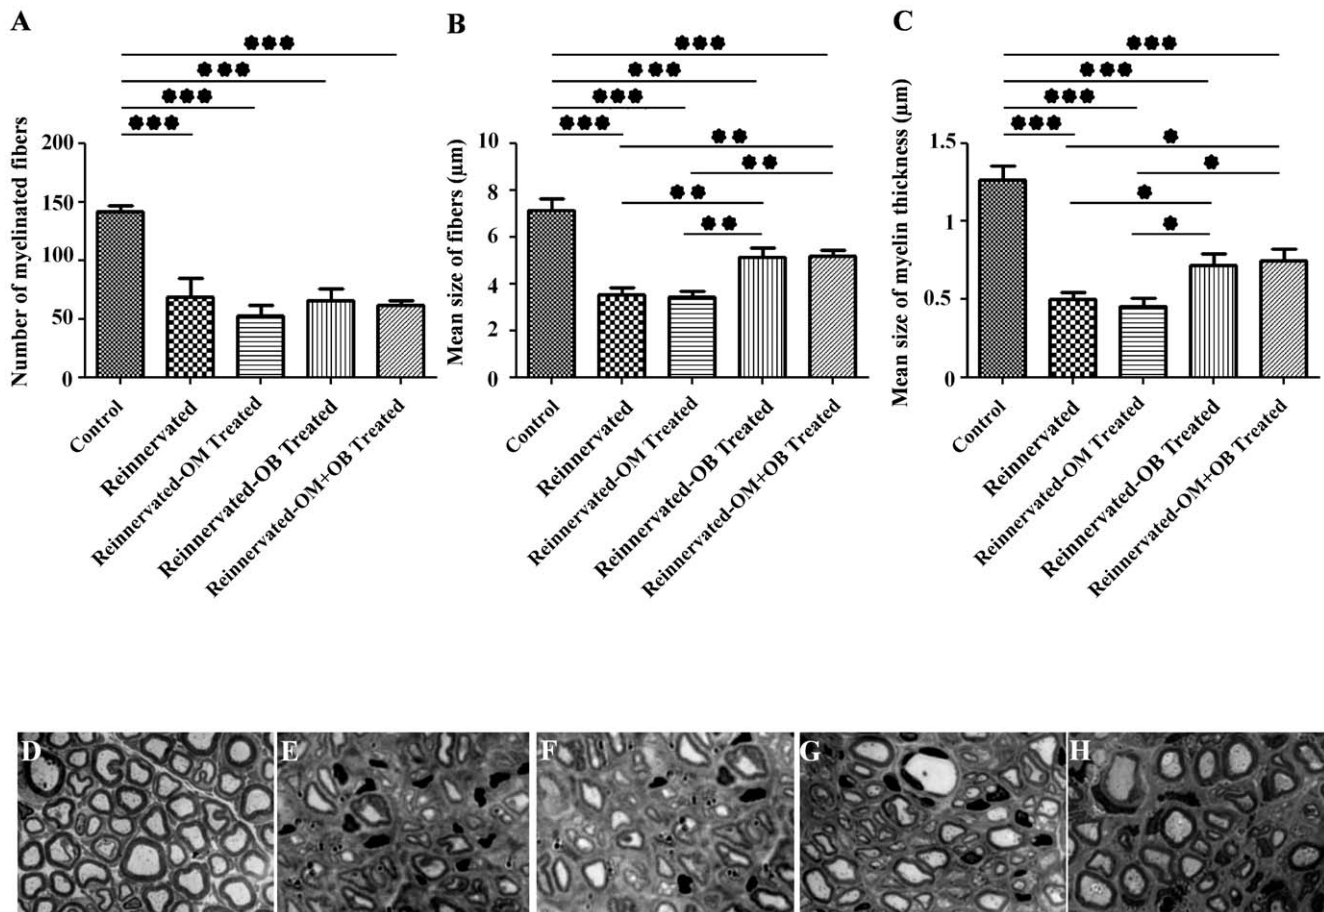 A
✱✱✱
✱✱✱
✱✱✱
✱✱✱
Number of myelinated fibers
200
150
100
50
0
Control
Reinnervated
Reinnervated-OM Treated
Reinnervated-OB Treated
Reinnervated-OM+OB Treated
B
✱✱✱
✱✱✱
✱✱✱
✱✱✱
✱✱
✱✱
✱✱
✱✱
Mean size of fibers (μm)
10
8
6
4
2
0
Control
Reinnervated
Reinnervated-OM Treated
Reinnervated-OB Treated
Reinnervated-OM+OB Treated
C
✱✱✱
✱✱✱
✱✱✱
✱✱✱
✱
✱
✱
✱
Mean size of myelin thickness (μm)
1.5
1
0.5
0
Control
Reinnervated
Reinnervated-OM Treated
Reinnervated-OB Treated
Reinnervated-OM+OB Treated
D
E
F
G
H